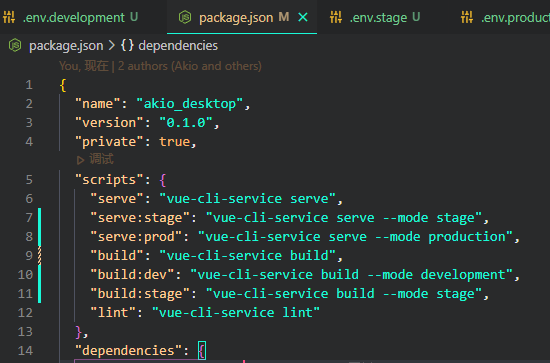 .env.development U
package.json M
.env.stage U
.env.product
package.json > {} dependencies
You, 现在 | 2 authors (Akio and others)
1 {
2 "name": "akio_desktop",
3 "version": "0.1.0",
4 "private": true,
调试
5 "scripts": {
6 "serve": "vue-cli-service serve",
7 "serve:stage": "vue-cli-service serve --mode stage",
8 "serve:prod": "vue-cli-service serve --mode production",
9 "build": "vue-cli-service build",
10 "build:dev": "vue-cli-service build --mode development",
11 "build:stage": "vue-cli-service build --mode stage",
12 "lint": "vue-cli-service lint"
13 },
14 "dependencies": {